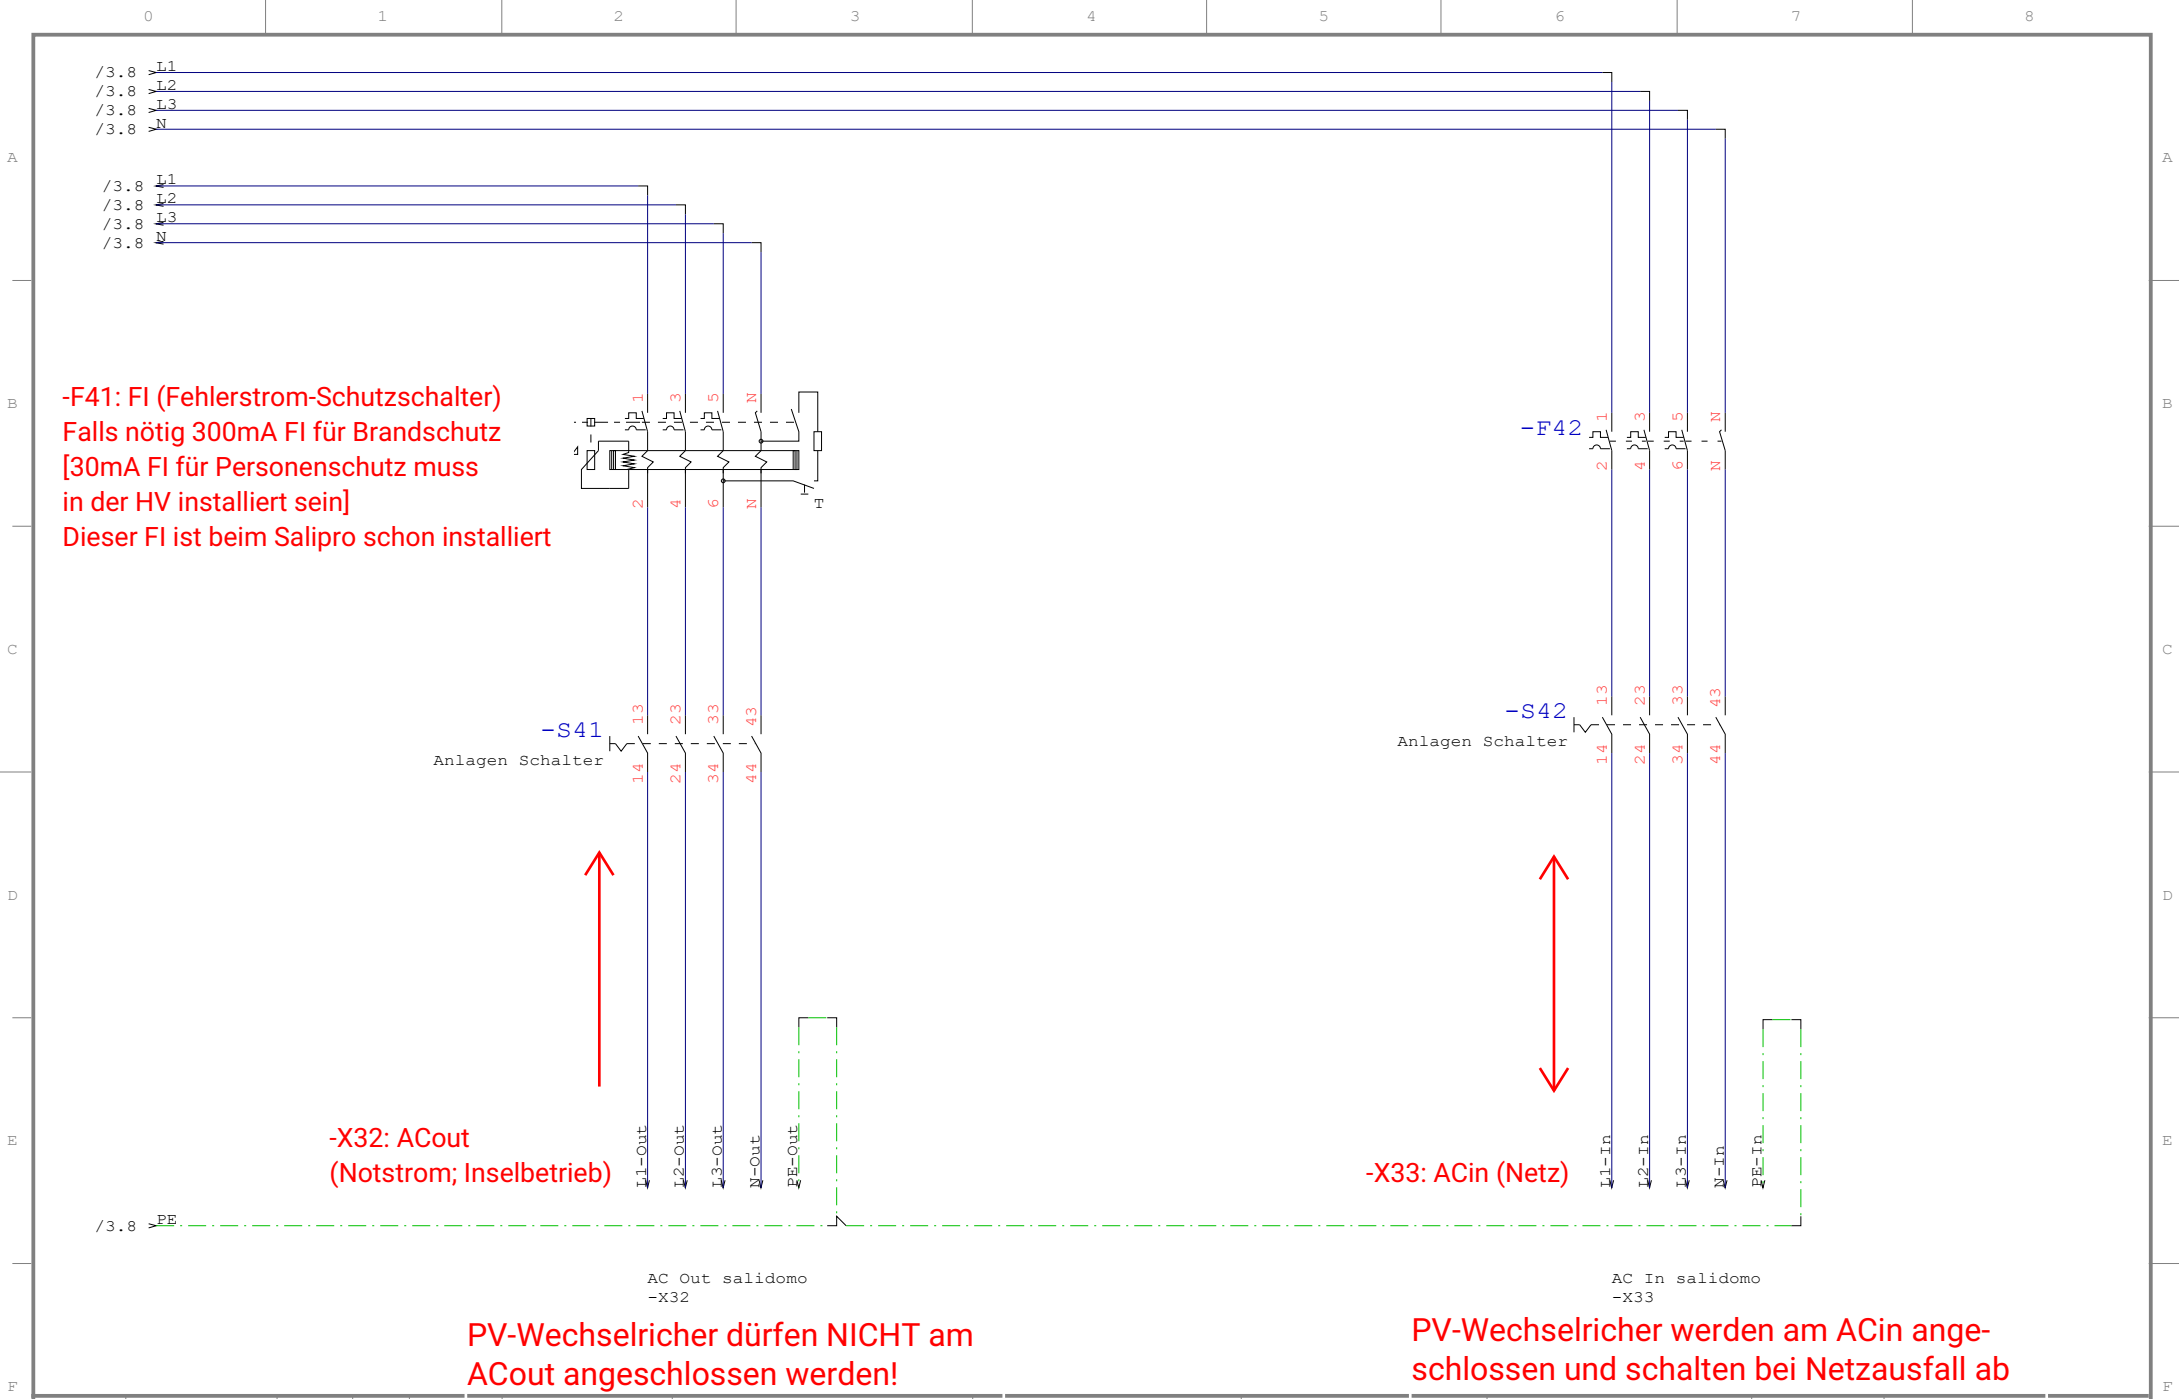 0 1 2 3 4 5 6 7 8
/3.8 L1
/3.8 L2
/3.8 L3
/3.8 N
A A
/3.8 L1
/3.8 L2
/3.8 L3
/3.8 N
-F41: FI (Fehlerstrom-Schutzschalter)
Falls nötig 300mA FI für Brandschutz
[30mA FI für Personenschutz muss
in der HV installiert sein]
Dieser FI ist beim Salipro schon installiert
B B
1 3 5 N
2 4 6 N
T
-F42
1 3 5 N
2 4 6 N
C C
-S41
Anlagen Schalter
13 23 33 43
14 24 34 44
-S42
Anlagen Schalter
13 23 33 43
14 24 34 44
D D
E E
-X32: ACout
(Notstrom; Inselbetrieb)
L1-Out L2-Out L3-Out N-Out PE-Out
-X33: ACin (Netz)
L1-In L2-In L3-In N-In PE-In
/3.8 PE
AC Out salidomo
-X32
AC In salidomo
-X33
PV-Wechselricher dürfen NICHT am
ACout angeschlossen werden!
PV-Wechselricher werden am ACin ange-
schlossen und schalten bei Netzausfall ab
F F